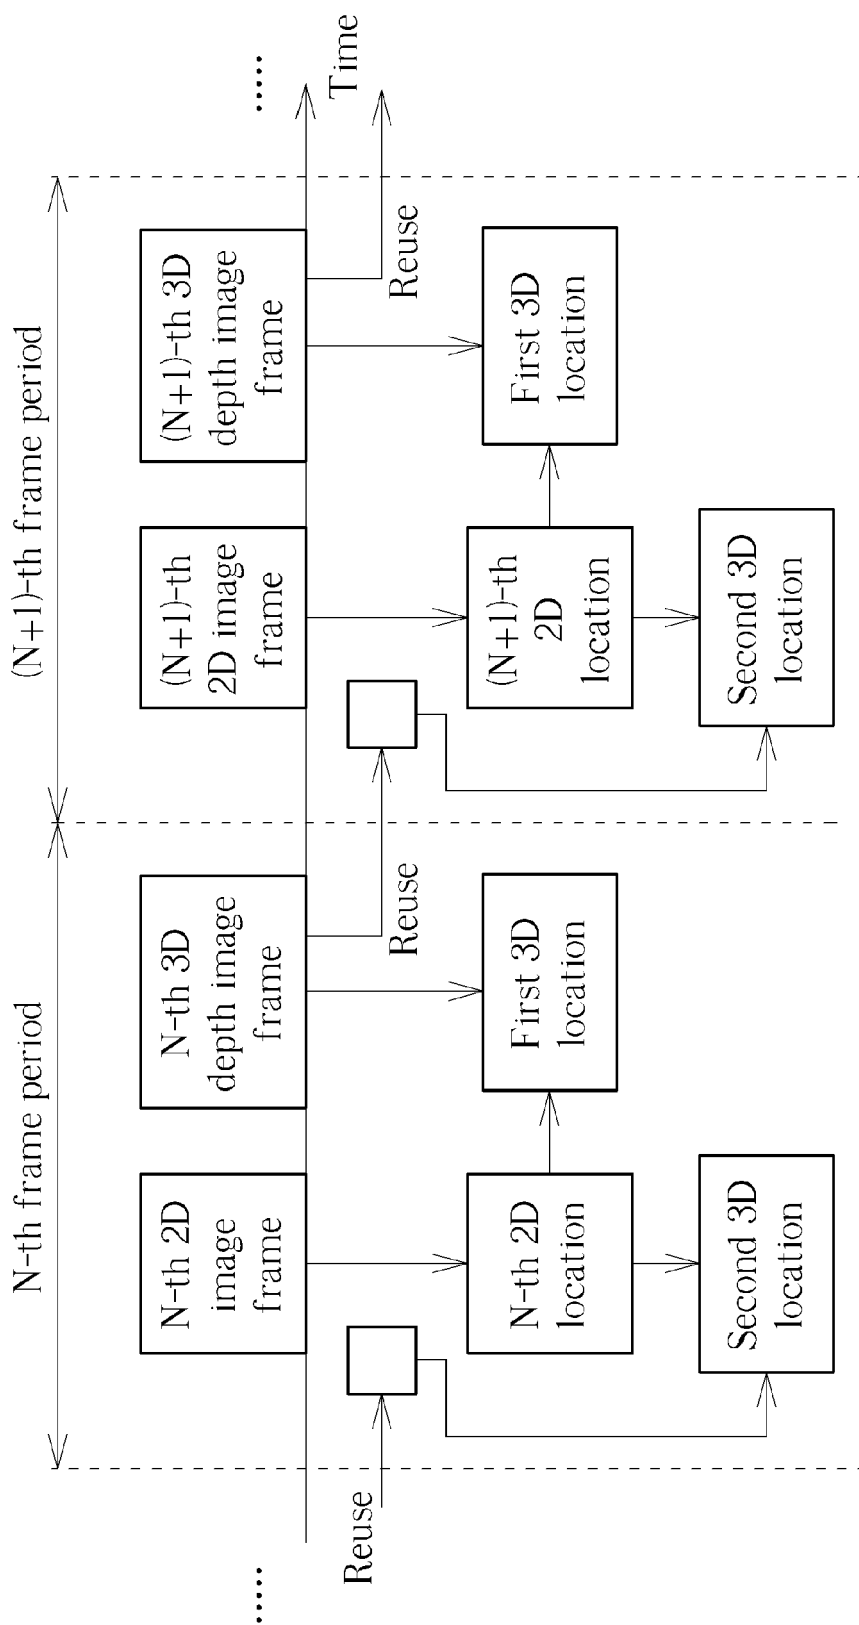 N-th frame period
(N+1)-th frame period
N-th 2D
image
frame
N-th 3D
depth image
frame
(N+1)-th
2D image
frame
(N+1)-th 3D
depth image
frame
.....
.....
Time
Reuse
Reuse
Reuse
N-th 2D
location
First 3D
location
(N+1)-th
2D
location
First 3D
location
Second 3D
location
Second 3D
location